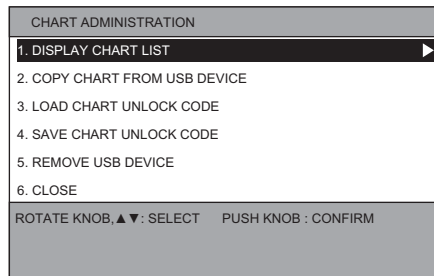 CHART ADMINISTRATION
1. DISPLAY CHART LIST
2. COPY CHART FROM USB DEVICE
3. LOAD CHART UNLOCK CODE
4. SAVE CHART UNLOCK CODE
5. REMOVE USB DEVICE
6. CLOSE
ROTATE KNOB,▲▼: SELECT PUSH KNOB : CONFIRM